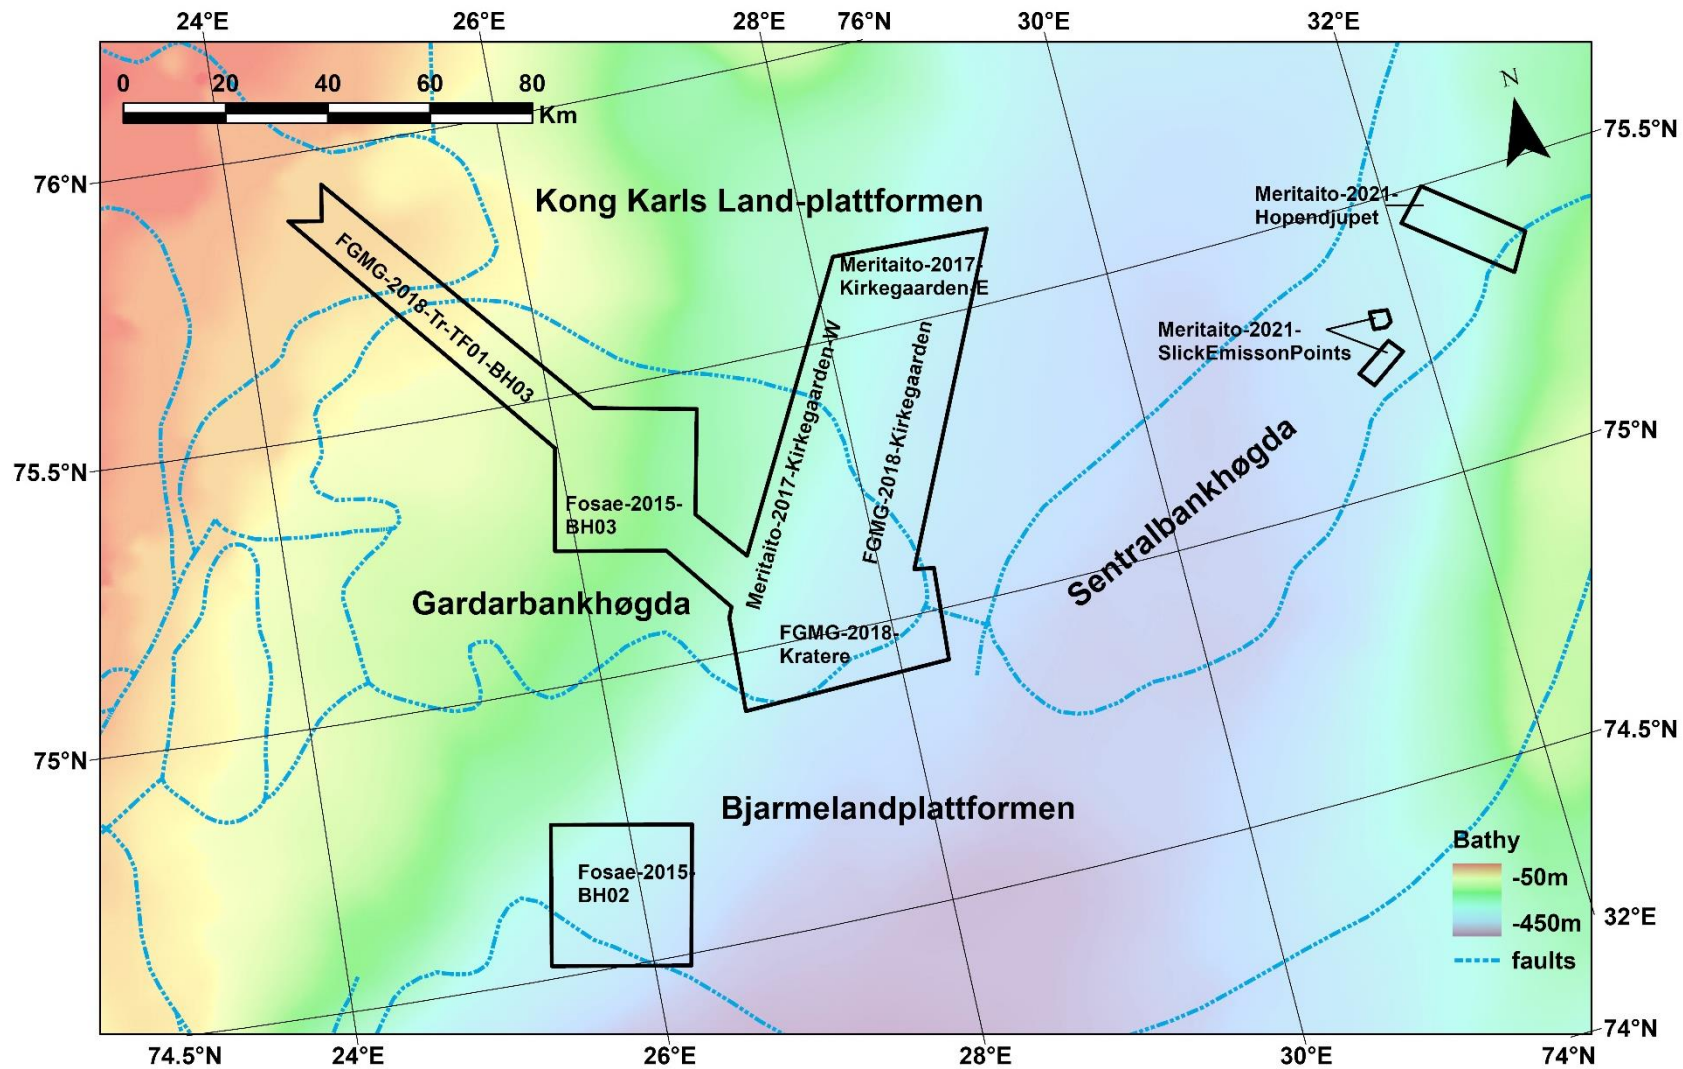 24°E
26°E
28°E
76°N
30°E
32°E
0
20
40
60
80
Km
N
75.5°N
76°N
Kong Karls Land-plattformen
Meritaito-2021-
Hopendjupet
FGMG-2018-Tr-TF01-BH03
Meritaito-2017-
Kirkegaarden-E
Meritaito-2017-Kirkegaarden-W
FGMG-2018-Kirkegaarden
Meritaito-2021-
SlickEmissonPoints
75°N
75.5°N
Sentralbankhøgda
Fosae-2015-
BH03
Gardarbankhøgda
FGMG-2018-
Kratere
74.5°N
75°N
Bjarmelandplattformen
Fosae-2015-
BH02
Bathy
-50m
-450m
faults
32°E
74°N
74.5°N
24°E
26°E
28°E
30°E
74°N